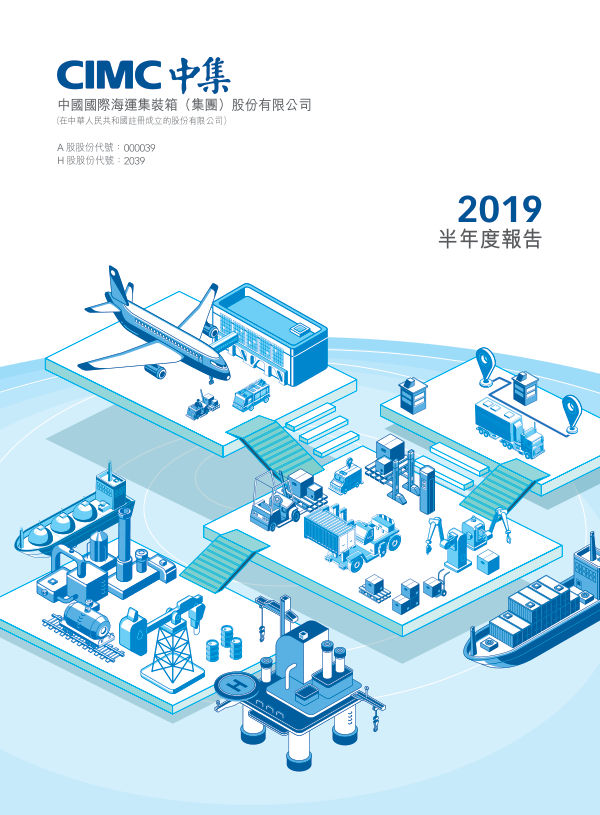 CIMC 中集
中國國際海運集裝箱（集團）股份有限公司
(在中華人民共和國註冊成立的股份有限公司)
A 股股份代號：000039
H 股股份代號：2039
2019
半年度報告
H